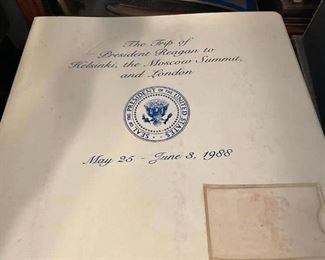 The Trip of
President Reagan to
Helsinki, the Moscow Summit,
and London
SEAL OF THE PRESIDENT OF THE UNITED STATES
May 25 - June 3, 1988